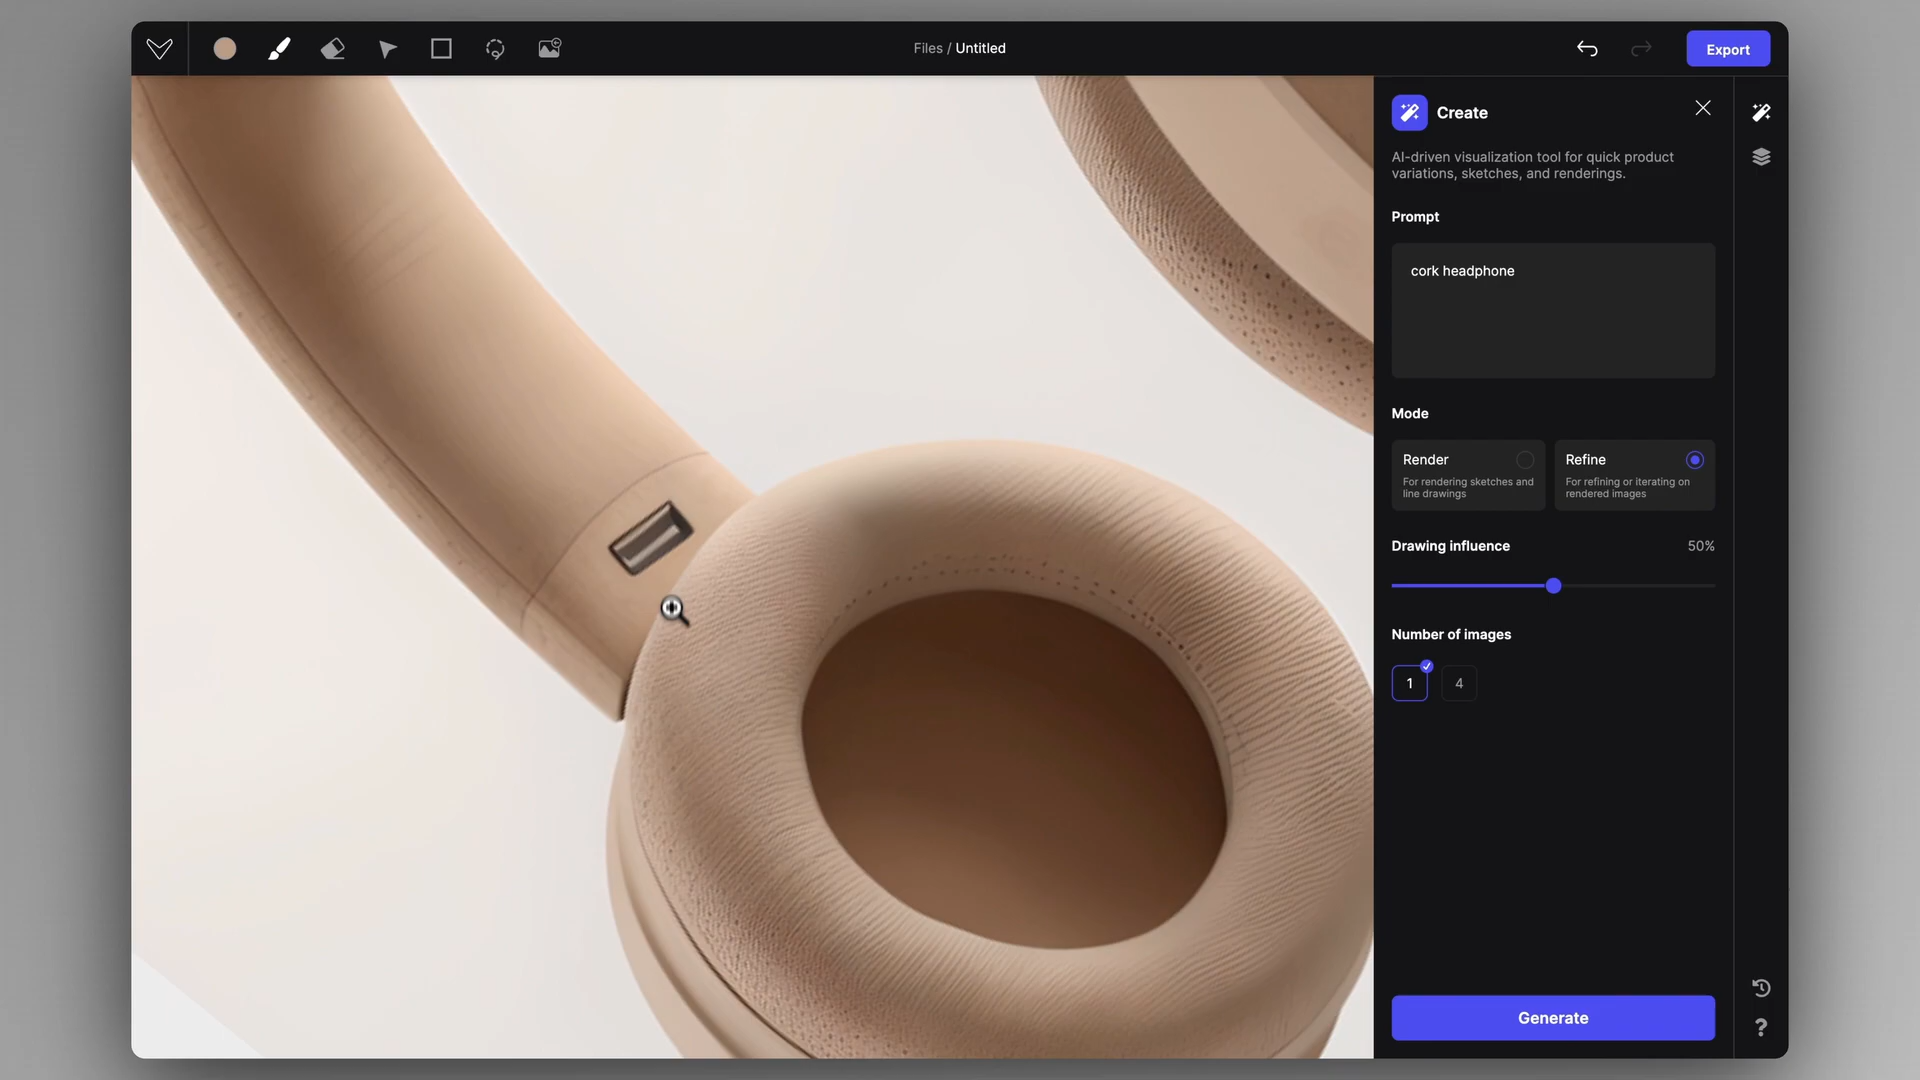 Files / Untitled
Export
Create
AI-driven visualization tool for quick product
variations, sketches, and renderings.
Prompt
cork headphone
Mode
Render
For rendering sketches and
line drawings
Refine
For refining or iterating on
rendered images
Drawing influence
50%
Number of images
1
4
Generate
?